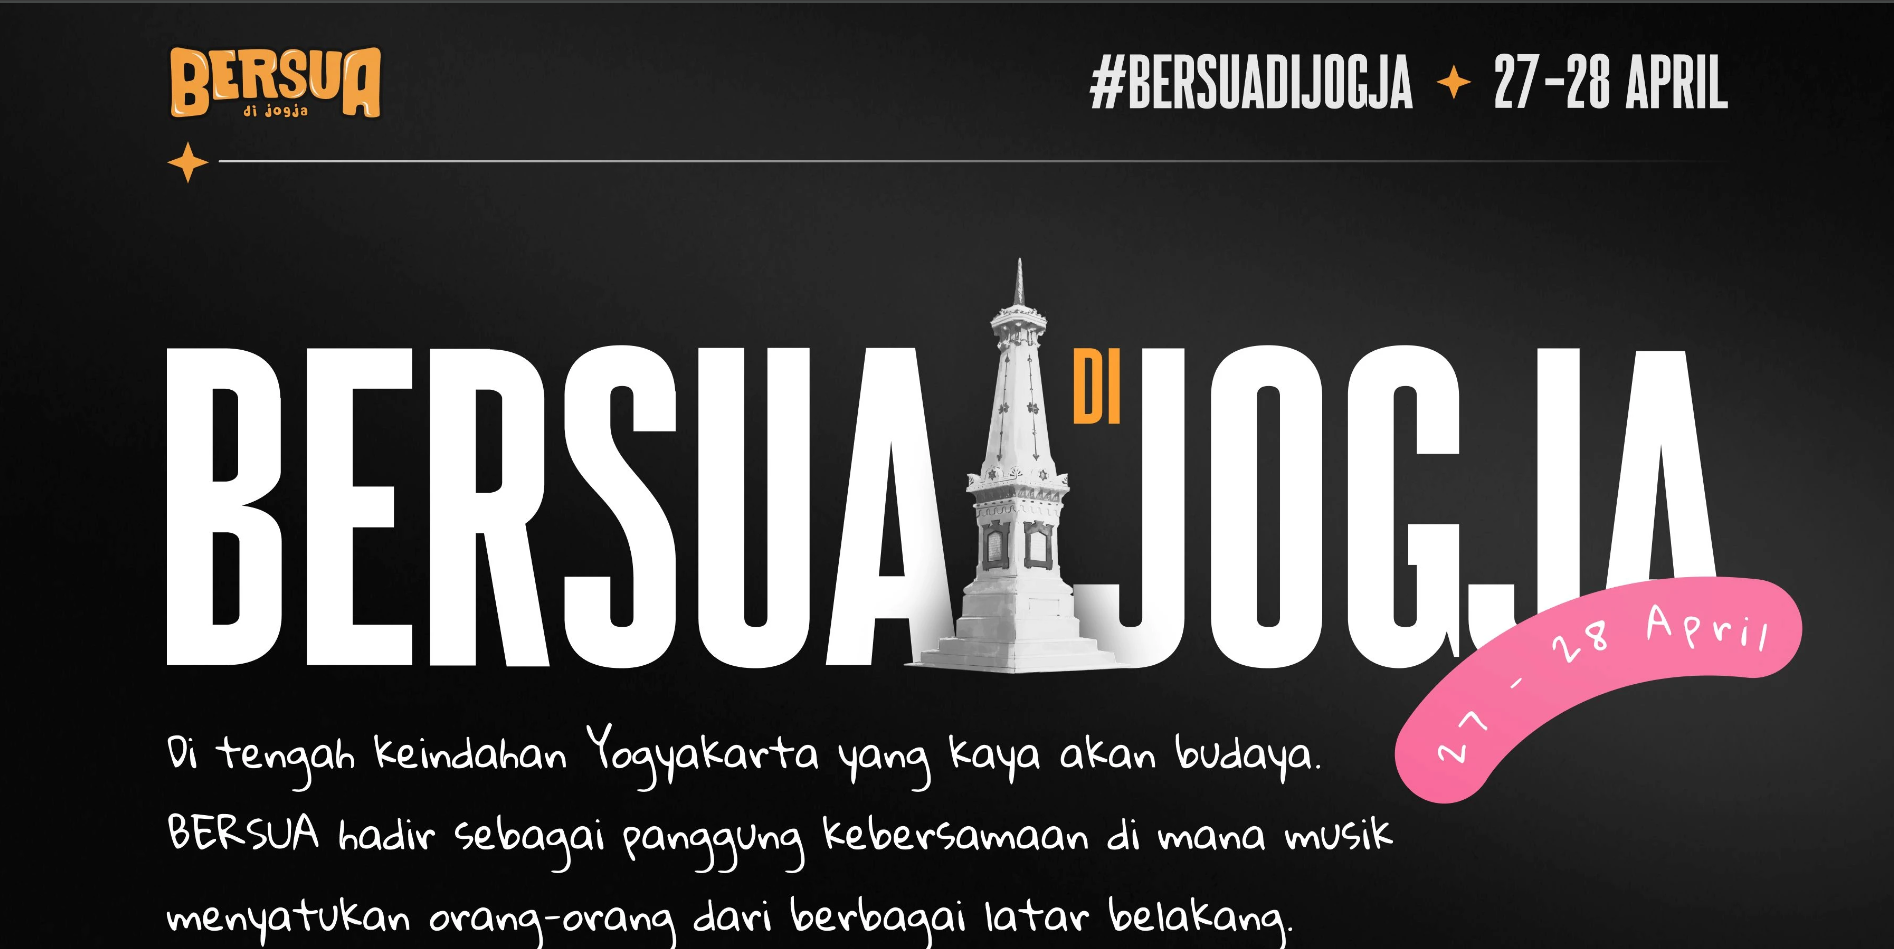 BERSUA
di jogja
#BERSUADIJOGJA 27-28 APRIL
BERSUA DI JOGJA
27 - 28 April
Di tengah keindahan Yogyakarta yang kaya akan budaya.
BERSUA hadir sebagai panggung kebersamaan di mana musik
menyatukan orang-orang dari berbagai latar belakang.